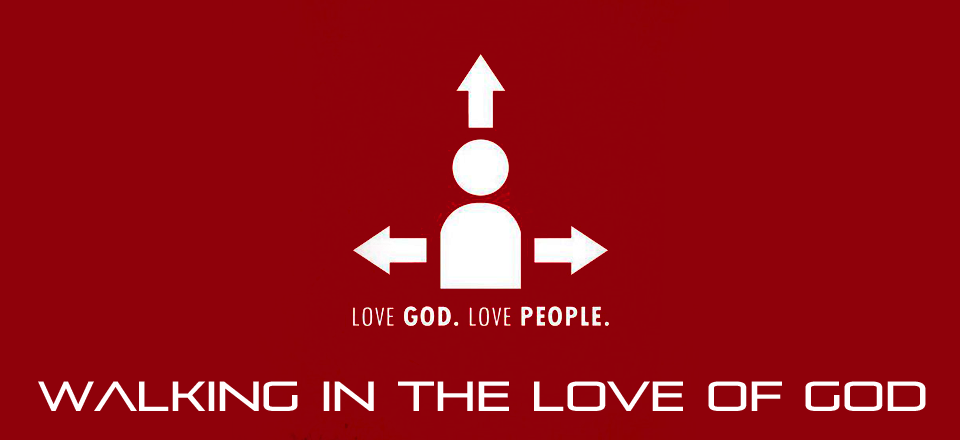 LOVE GOD. LOVE PEOPLE.
WALKING IN THE LOVE OF GOD